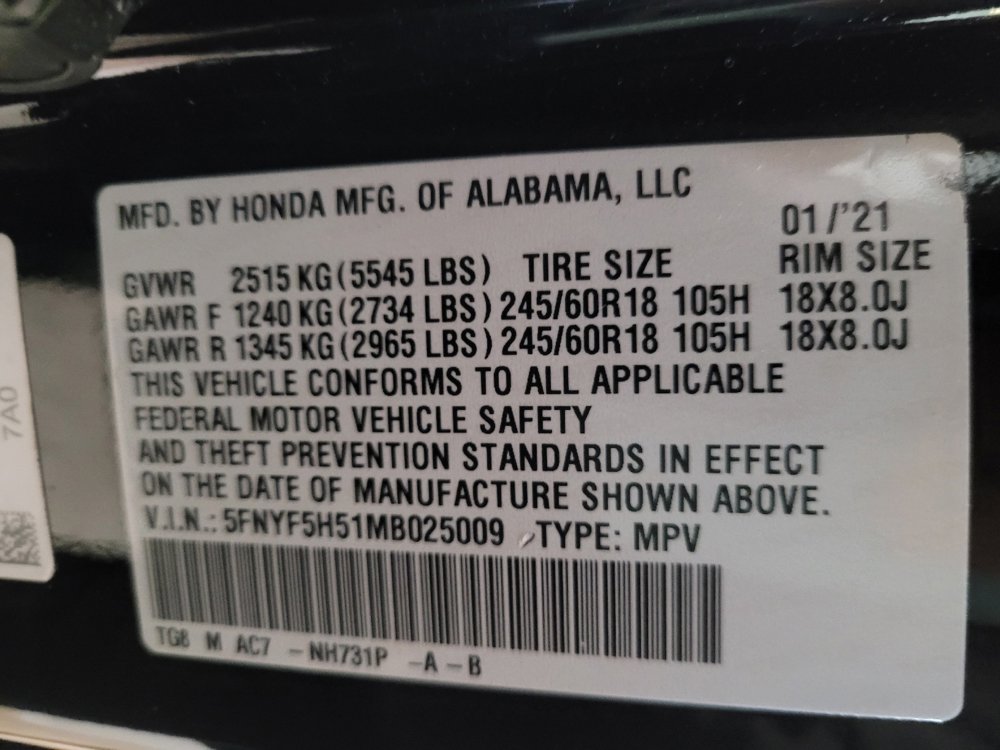 MFD. BY HONDA MFG. OF ALABAMA, LLC
01/'21
GVWR 2515 KG (5545 LBS) TIRE SIZE RIM SIZE
GAWR F 1240 KG (2734 LBS) 245/60R18 105H 18X8.0J
GAWR R 1345 KG (2965 LBS) 245/60R18 105H 18X8.0J
THIS VEHICLE CONFORMS TO ALL APPLICABLE
FEDERAL MOTOR VEHICLE SAFETY
AND THEFT PREVENTION STANDARDS IN EFFECT
ON THE DATE OF MANUFACTURE SHOWN ABOVE.
V.I.N.: 5FNYF5H51MB025009 TYPE: MPV
TG8 M AC7 - NH731P - A - B
7A0